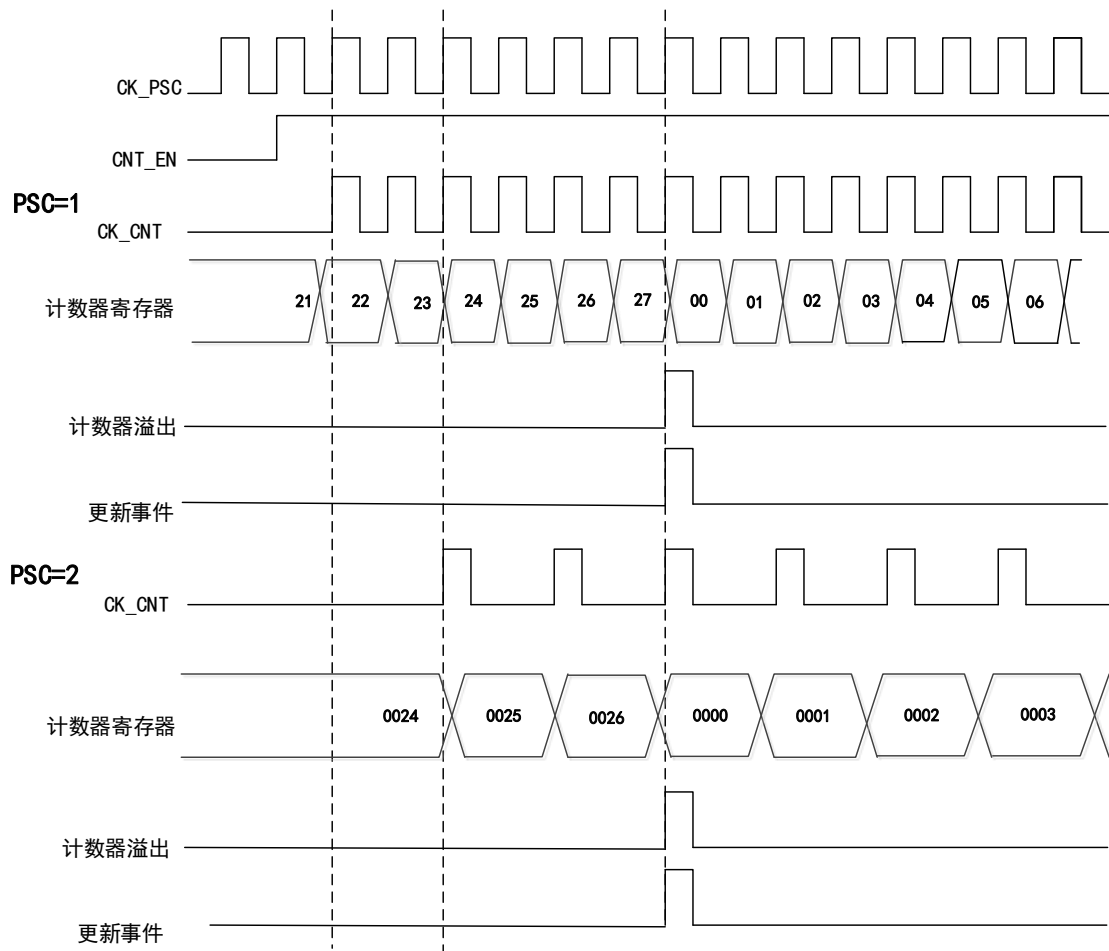 CK_PSC
CNT_EN
PSC=1
CK_CNT
计数器寄存器 21 22 23 24 25 26 27 00 01 02 03 04 05 06
计数器溢出
更新事件
PSC=2
CK_CNT
计数器寄存器 0024 0025 0026 0000 0001 0002 0003
计数器溢出
更新事件